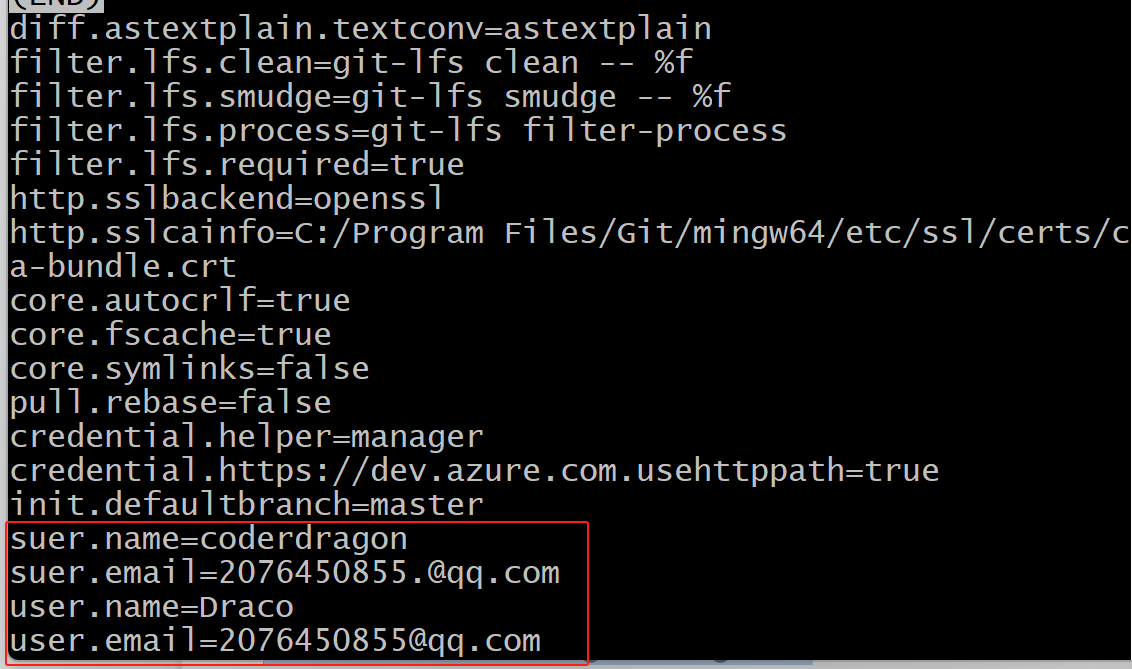 (END)
diff.astextplain.textconv=astextplain
filter.lfs.clean=git-lfs clean -- %f
filter.lfs.smudge=git-lfs smudge -- %f
filter.lfs.process=git-lfs filter-process
filter.lfs.required=true
http.sslbackend=openssl
http.sslcainfo=C:/Program Files/Git/mingw64/etc/ssl/certs/c
a-bundle.crt
core.autocrlf=true
core.fscache=true
core.symlinks=false
pull.rebase=false
credential.helper=manager
credential.https://dev.azure.com.usehttppath=true
init.defaultbranch=master
suer.name=coderdragon
suer.email=2076450855.@qq.com
user.name=Draco
user.email=2076450855@qq.com